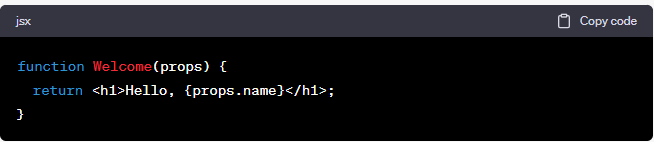 jsx Copy code
function Welcome(props) {
  return <h1>Hello, {props.name}</h1>;
}